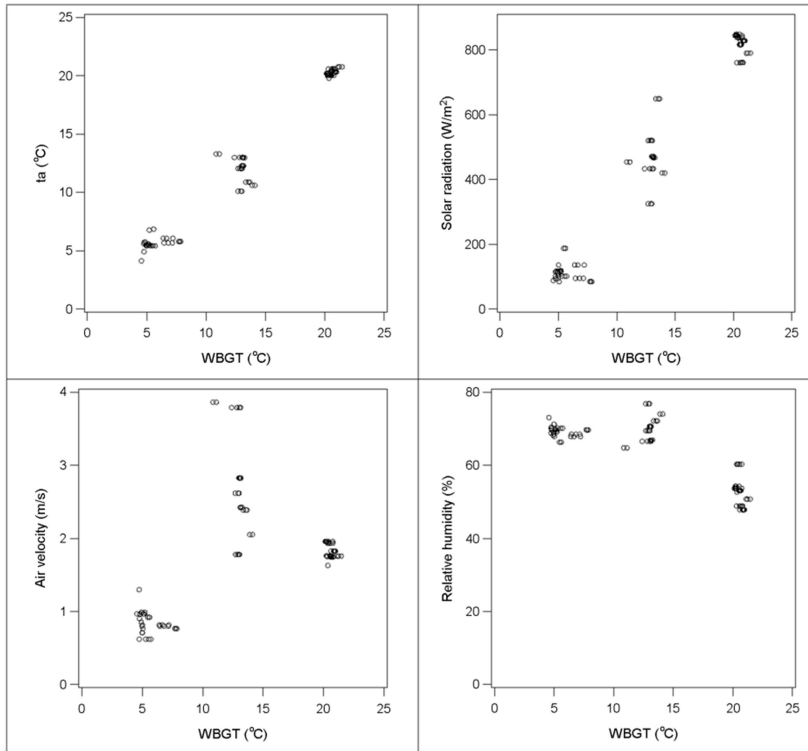 25
20
15
10
5
0
ta (°C)
0 5 10 15 20 25
WBGT (°C)
800
600
400
200
0
Solar radiation (W/m²)
0 5 10 15 20 25
WBGT (°C)
4
3
2
1
0
Air velocity (m/s)
0 5 10 15 20 25
WBGT (°C)
80
60
40
20
0
Relative humidity (%)
0 5 10 15 20 25
WBGT (°C)